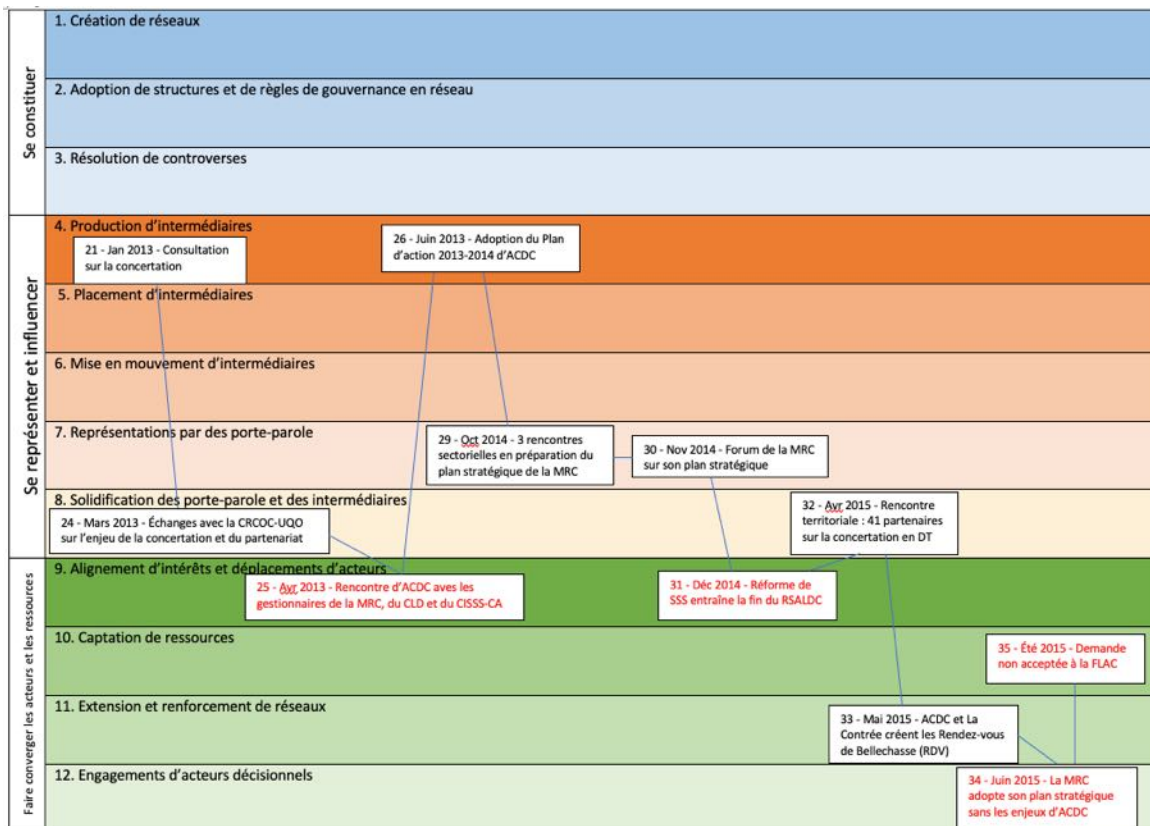 Se constituer
1. Création de réseaux
2. Adoption de structures et de règles de gouvernance en réseau
3. Résolution de controverses
Se représenter et influencer
4. Production d'intermédiaires
21 - Jan 2013 - Consultation
sur la concertation
26 - Juin 2013 - Adoption du Plan
d'action 2013-2014 d'ACDC
5. Placement d'intermédiaires
6. Mise en mouvement d'intermédiaires
7. Représentations par des porte-parole
29 - Oct 2014 - 3 rencontres
sectorielles en préparation du
plan stratégique de la MRC
30 - Nov 2014 - Forum de la MRC
sur son plan stratégique
8. Solidification des porte-parole et des intermédiaires
24 - Mars 2013 - Échanges avec la CRCOC-UQO
sur l'enjeu de la concertation et du partenariat
32 - Avr 2015 - Rencontre
territoriale : 41 partenaires
sur la concertation en DT
Faire converger les acteurs et les ressources
9. Alignement d'intérêts et déplacements d'acteurs
25 - Avr 2013 - Rencontre d'ACDC aves les
gestionnaires de la MRC, du CLD et du CISSS-CA
31 - Déc 2014 - Réforme de
SSS entraîne la fin du RSALDC
10. Captation de ressources
35 - Été 2015 - Demande
non acceptée à la FLAC
11. Extension et renforcement de réseaux
33 - Mai 2015 - ACDC et La
Contrée créent les Rendez-vous
de Bellechasse (RDV)
12. Engagements d'acteurs décisionnels
34 - Juin 2015 - La MRC
adopte son plan stratégique
sans les enjeux d'ACDC